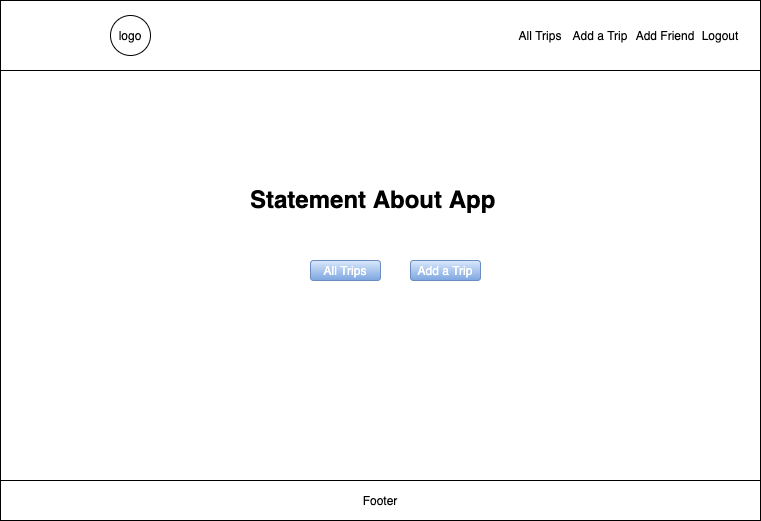 logo
All Trips Add a Trip Add Friend Logout
Statement About App
All Trips Add a Trip
Footer